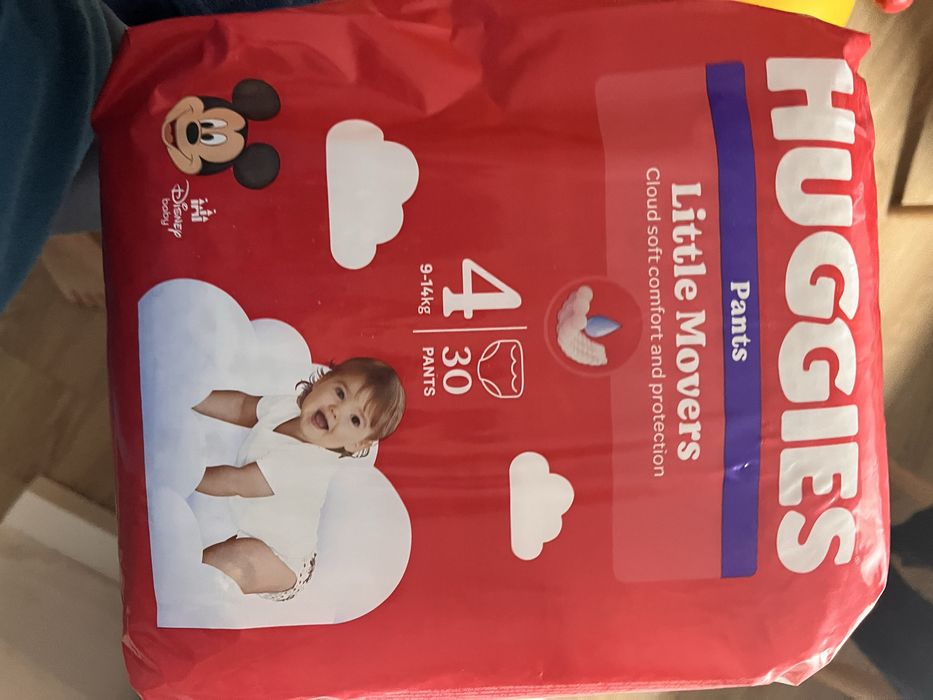 HUGGIES
Pants
Little Movers
Cloud soft comfort and protection
4
9-14kg
30
PANTS
Disney
baby